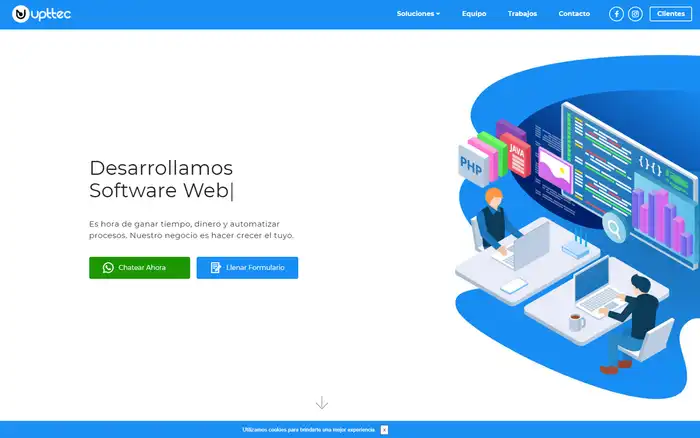 upttec
Soluciones
Equipo
Trabajos
Contacto
Clientes
Desarrollamos
Software Web|
Es hora de ganar tiempo, dinero y automatizar
procesos. Nuestro negocio es hacer crecer el tuyo.
Chatear Ahora
Llenar Formulario
PHP
JAVA
{}{}
Utilizamos cookies para brindarte una mejor experiencia.
x